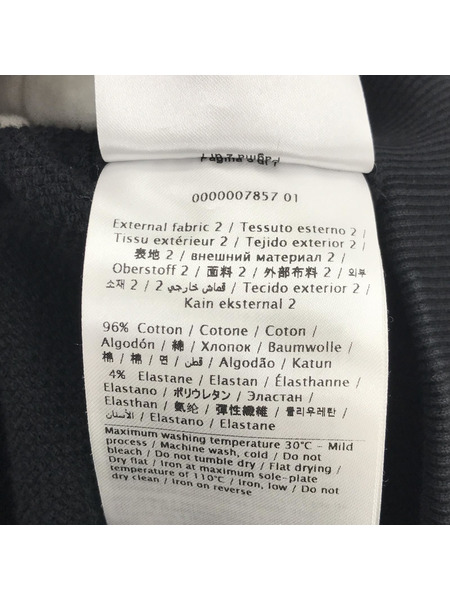 0000007857 01
External fabric 2 / Tessuto esterno 2 /
Tissu extérieur 2 / Tejido exterior 2 /
表地 2 / внешний материал 2 /
Oberstoff 2 / 面料 2 / 外部布料 2 / 외부
소재 2 / قماش خارجي 2 / Tecido exterior 2 /
Kain eksternal 2
96% Cotton / Cotone / Coton /
Algodón / 綿 / Хлопок / Baumwolle /
棉 / 棉 / 면 / قطن / Algodão / Katun
4% Elastane / Elastan / Élasthanne /
Elastano / ポリウレタン / Эластан /
Elasthan / 氨纶 / 彈性纖維 / 폴리우레탄/
الأستان / Elastano / Elastane
Maximum washing temperature 30°C - Mild
process / Machine wash, cold / Do not
bleach / Do not tumble dry / Flat drying /
Dry flat / Iron at maximum sole-plate
temperature of 110°C / Iron, low / Do not
dry clean / Iron on reverse